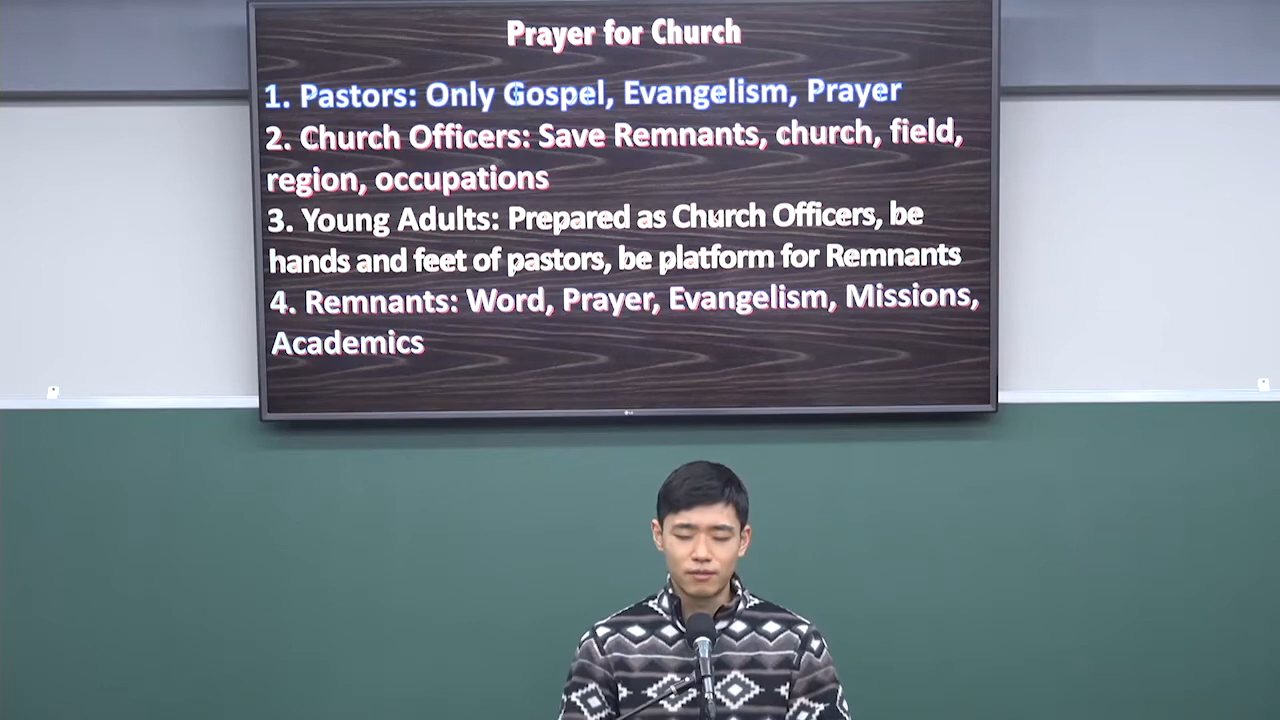 Prayer for Church
1. Pastors: Only Gospel, Evangelism, Prayer
2. Church Officers: Save Remnants, church, field,
region, occupations
3. Young Adults: Prepared as Church Officers, be
hands and feet of pastors, be platform for Remnants
4. Remnants: Word, Prayer, Evangelism, Missions,
Academics